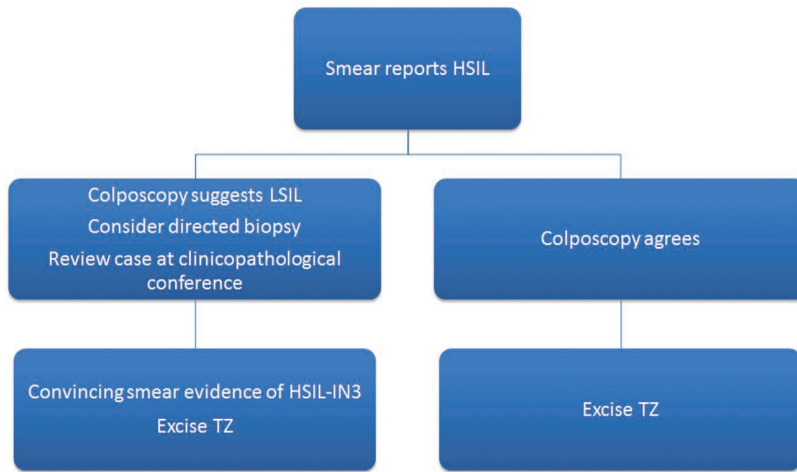 Smear reports HSIL
Colposcopy suggests LSIL
Consider directed biopsy
Review case at clinicopathological
conference
Colposcopy agrees
Convincing smear evidence of HSIL-IN3
Excise TZ
Excise TZ